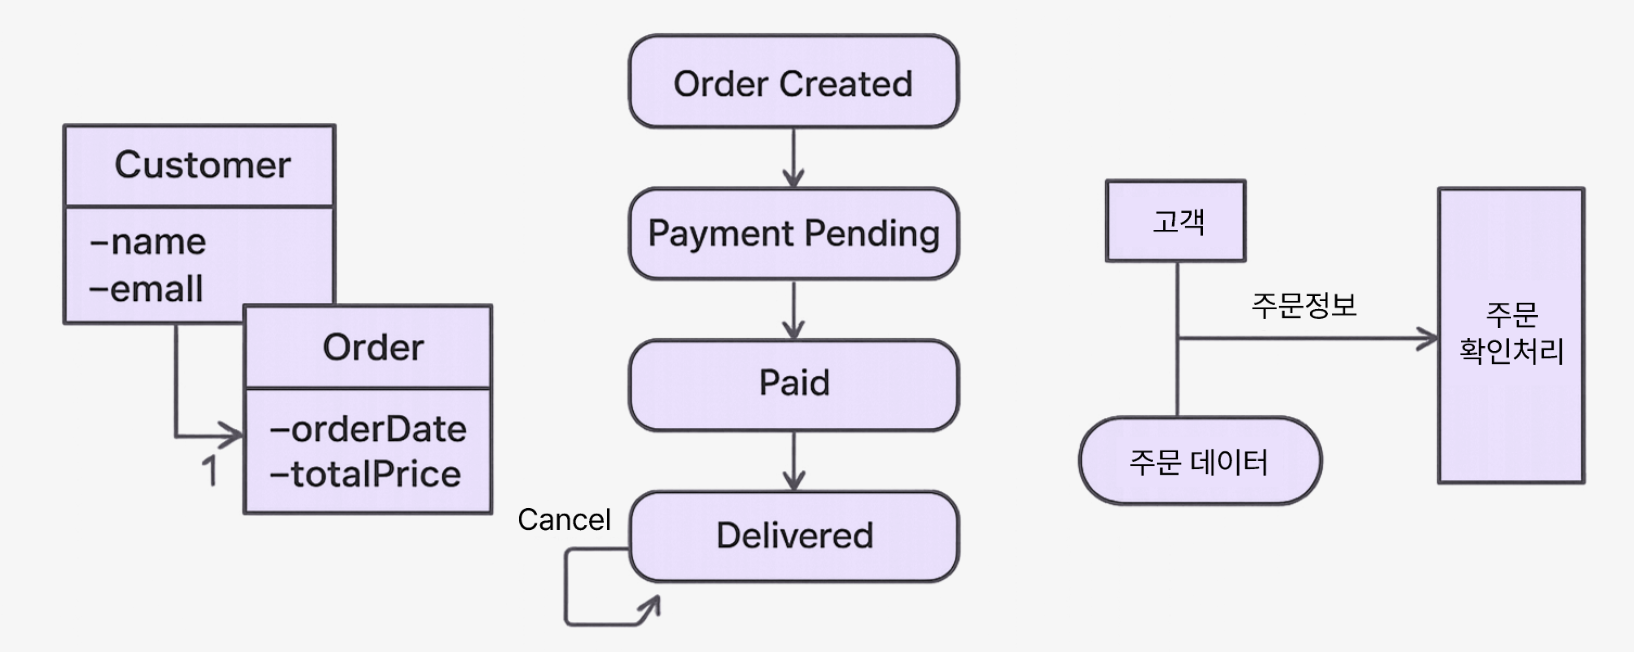 Customer
–name
–emall
Order
–orderDate
–totalPrice
1
Order Created
Payment Pending
Paid
Delivered
Cancel
고객
주문정보
주문
확인처리
주문 데이터